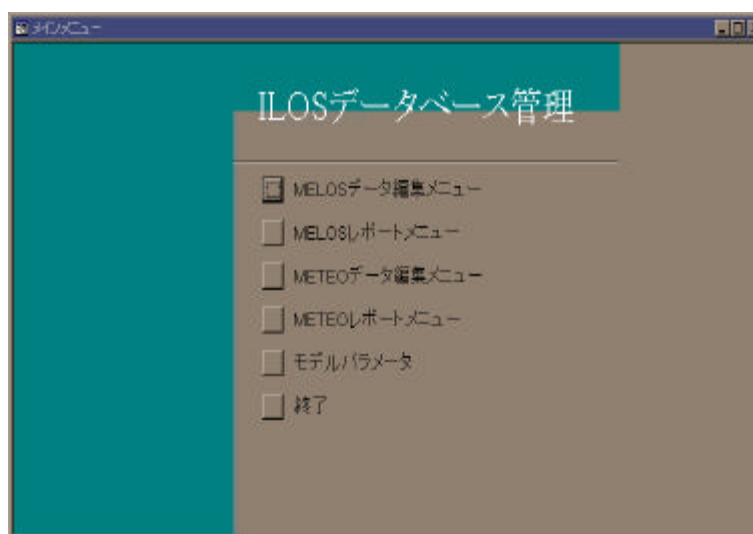 メインメニュー
ILOSデータベース管理
MELOSデータ編集メニュー
MELOSレポートメニュー
METEOデータ編集メニュー
METEOレポートメニュー
モデルパラメータ
終了